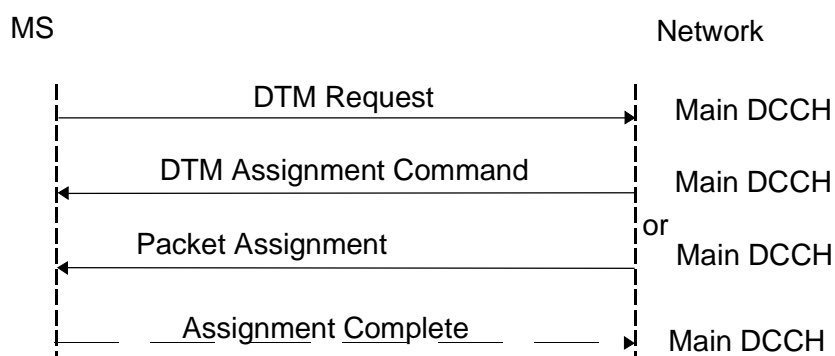 MS
Network
DTM Request
Main DCCH
DTM Assignment Command
Main DCCH
or
Packet Assignment
Main DCCH
Assignment Complete
Main DCCH